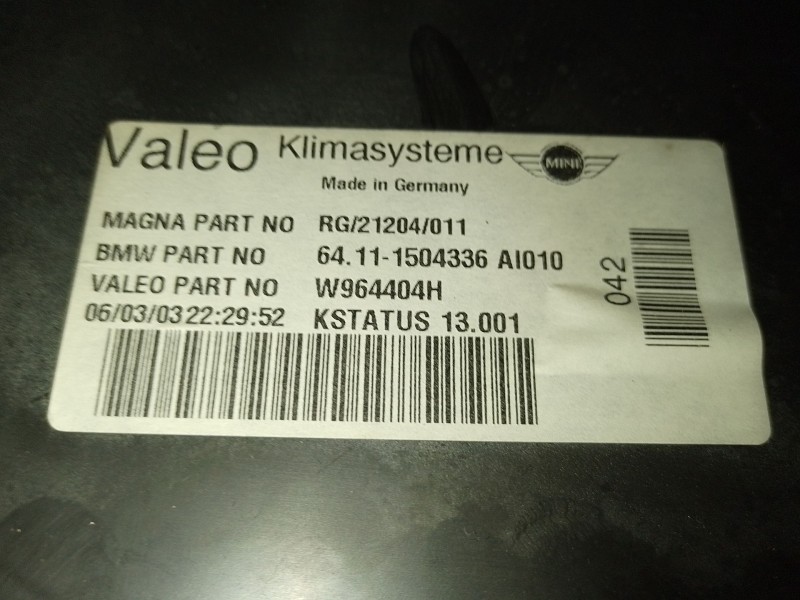 Valeo Klimasysteme MINI
Made in Germany
MAGNA PART NO RG/21204/011
BMW PART NO 64.11-1504336 AI010
VALEO PART NO W964404H
06/03/03 22:29:52 KSTATUS 13.001
042